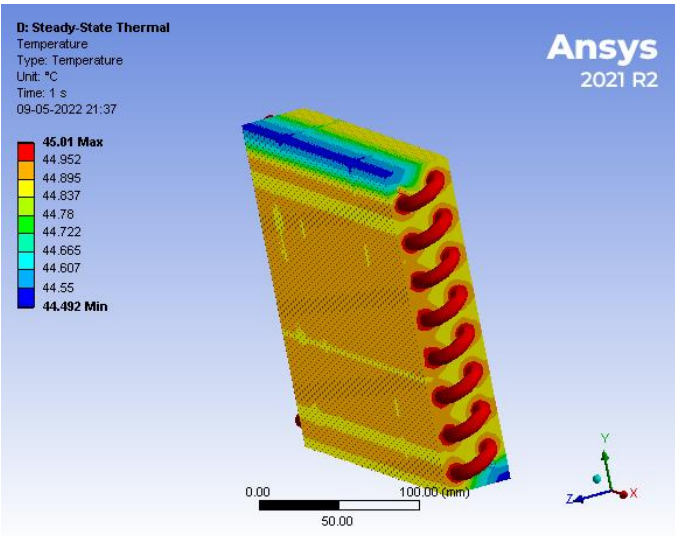 D: Steady-State Thermal
Temperature
Type: Temperature
Unit: °C
Time: 1 s
09-05-2022 21:37
Ansys
2021 R2
45.01 Max
44.952
44.895
44.837
44.78
44.722
44.665
44.607
44.55
44.492 Min
Y
Z
X
0.00
100.00 (mm)
50.00